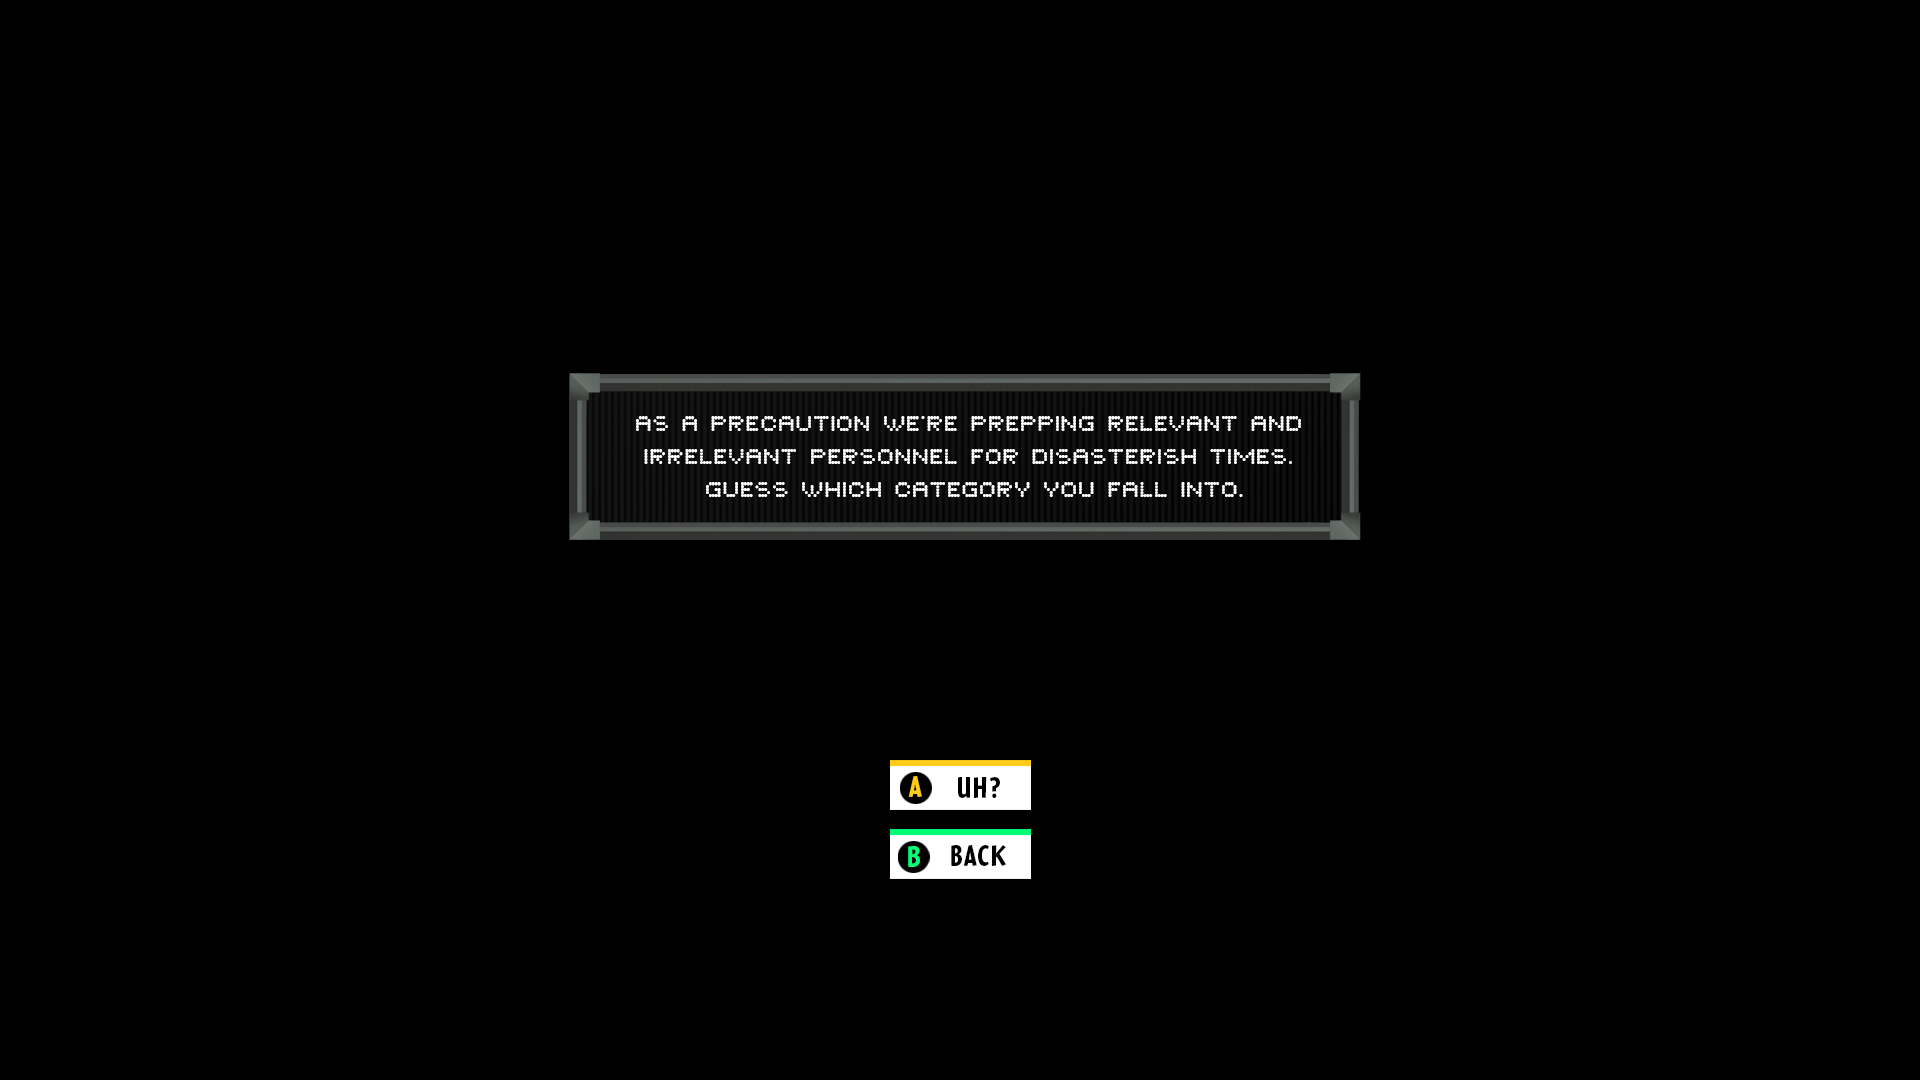 AS A PRECAUTION WE'RE PREPPING RELEVANT AND
IRRELEVANT PERSONNEL FOR DISASTERISH TIMES.
GUESS WHICH CATEGORY YOU FALL INTO.
A UH?
B BACK